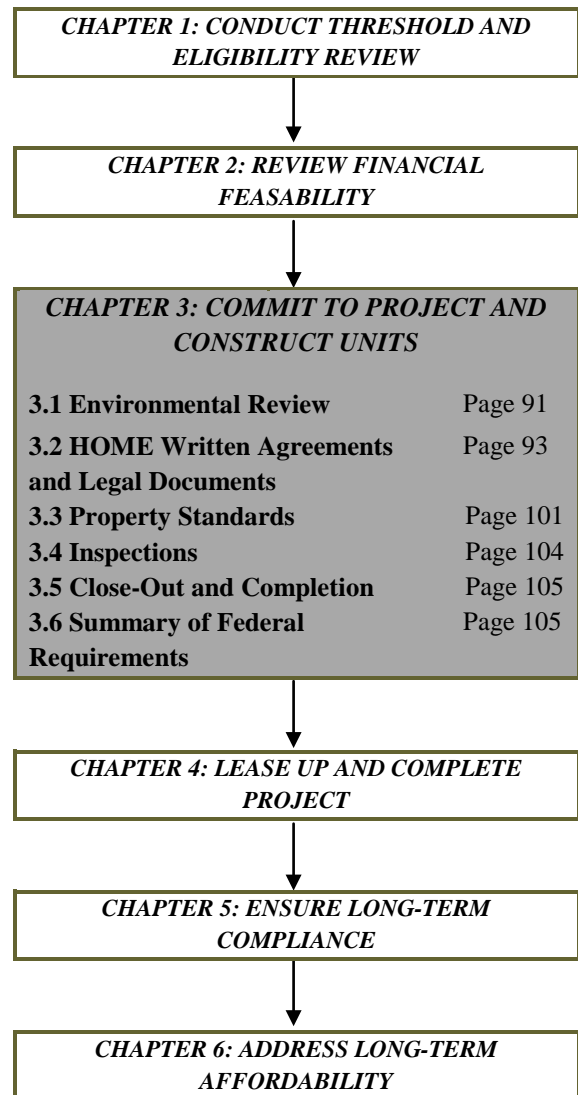 CHAPTER 1: CONDUCT THRESHOLD AND
ELIGIBILITY REVIEW
CHAPTER 2: REVIEW FINANCIAL
FEASABILITY
CHAPTER 3: COMMIT TO PROJECT AND
CONSTRUCT UNITS
3.1 Environmental Review Page 91
3.2 HOME Written Agreements Page 93
and Legal Documents
3.3 Property Standards Page 101
3.4 Inspections Page 104
3.5 Close-Out and Completion Page 105
3.6 Summary of Federal Page 105
Requirements
CHAPTER 4: LEASE UP AND COMPLETE
PROJECT
CHAPTER 5: ENSURE LONG-TERM
COMPLIANCE
CHAPTER 6: ADDRESS LONG-TERM
AFFORDABILITY